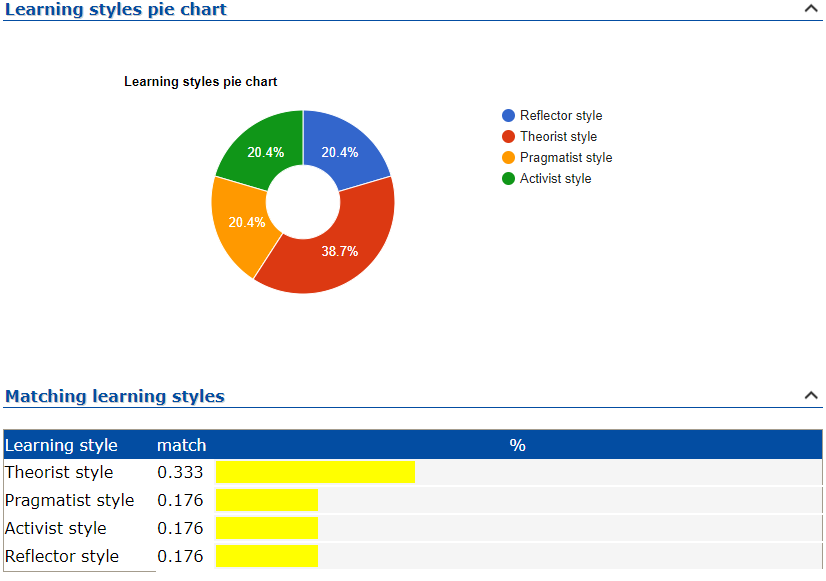 Learning styles pie chart
Learning styles pie chart
20.4% 20.4%
20.4%
38.7%
Reflector style
Theorist style
Pragmatist style
Activist style
Matching learning styles
Learning style match %
Theorist style 0.333
Pragmatist style 0.176
Activist style 0.176
Reflector style 0.176